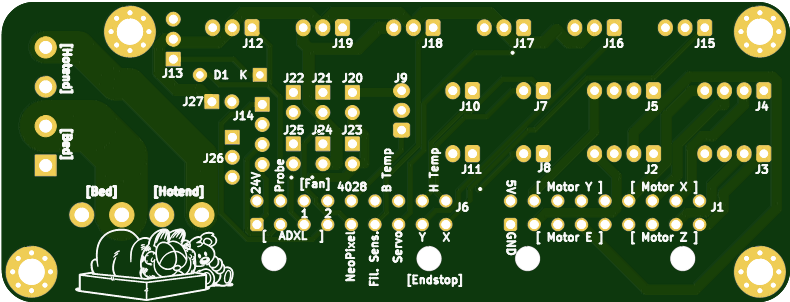 J12 J19 J18 J17 J16 J15
[Hotend]
J13
D1 K
J22 J21 J20 J9
J27
J14
J10 J7 J5 J4
J25 J24 J23
J26
[Bed]
J11 J8 J2 J3
24V Probe [Fan] 4028 B Temp H Temp
[Bed] [Hotend]
5V [ Motor Y ] [ Motor X ]
1 2 J6 J1
[ ADXL ]
NeoPixel Fil. Sens. Servo Y X
GND [ Motor E ] [ Motor Z ]
[Endstop]